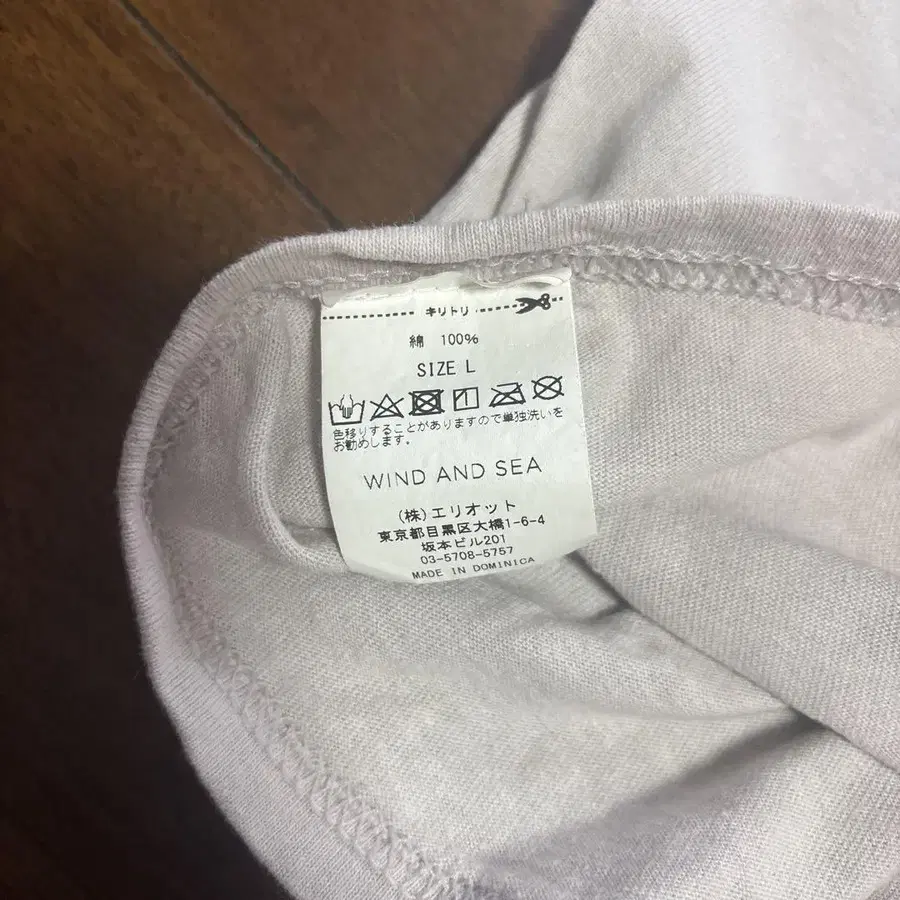 キリトリ
綿 100%
SIZE L
色移りすることがありますので単独洗いを
お勧めします。
WIND AND SEA
(株)エリオット
東京都目黒区大橋1-6-4
坂本ビル201
03-5708-5757
MADE IN DOMINICA